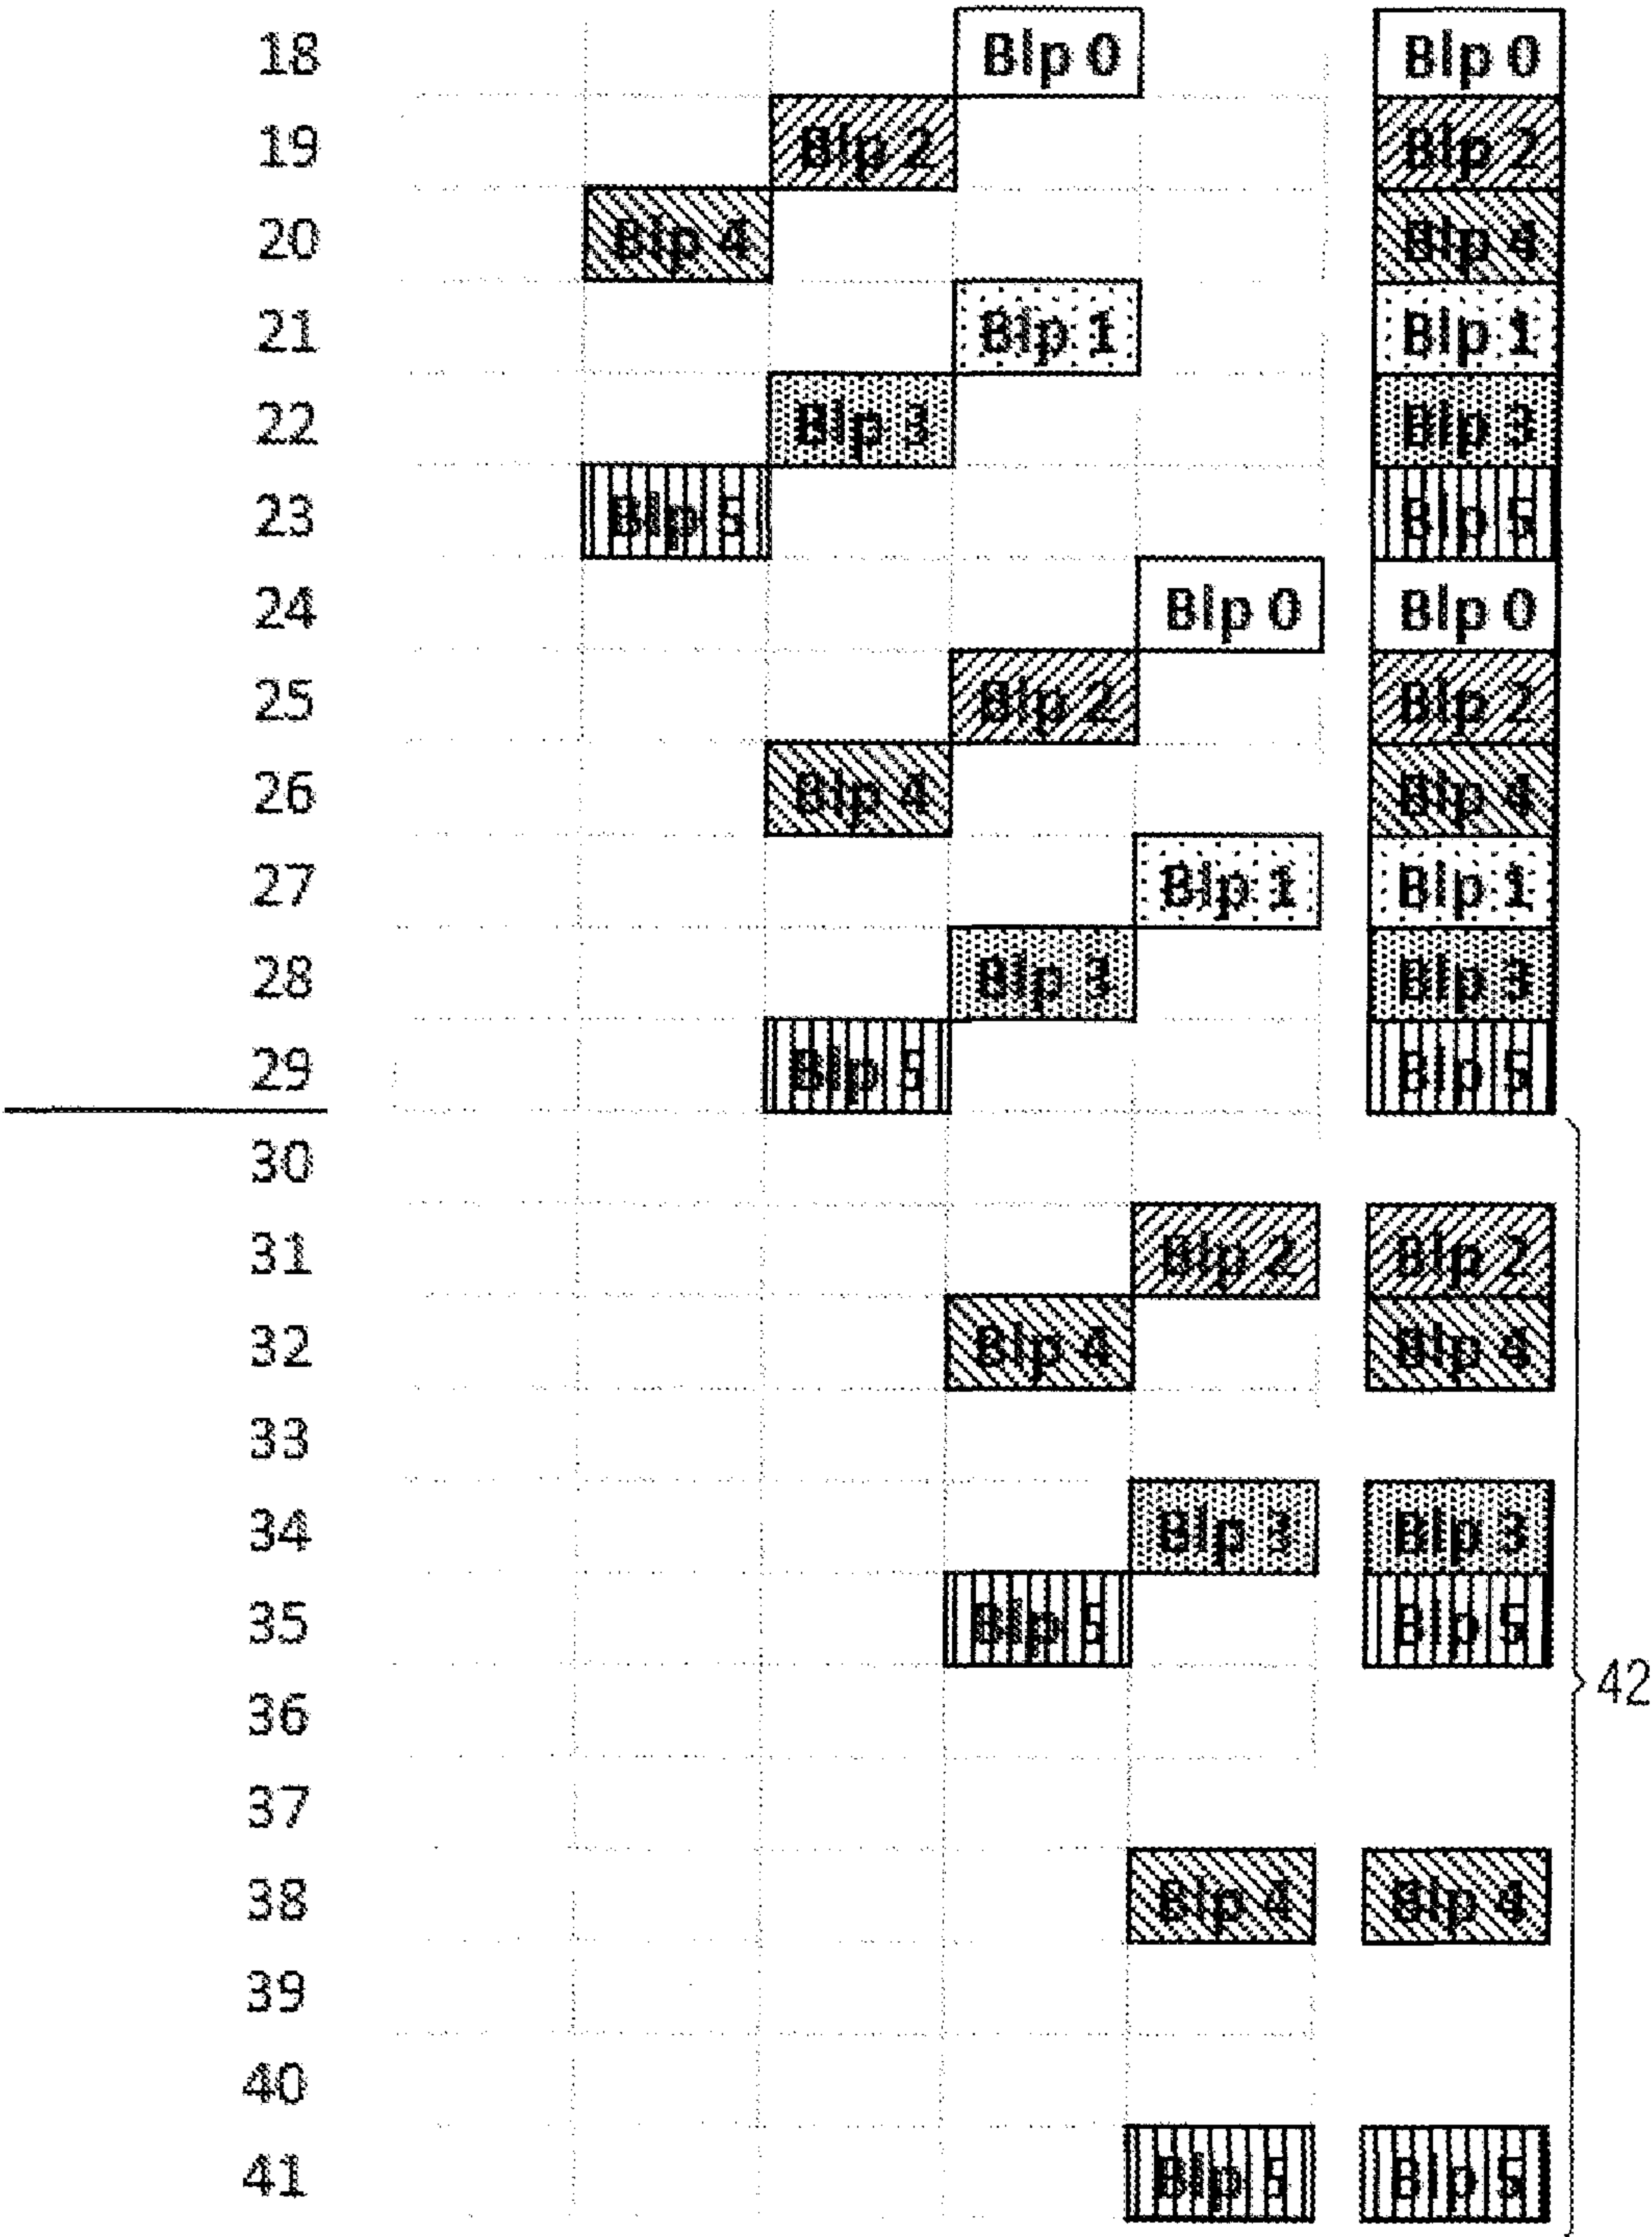 18 Blp 0 Blp 0
19 Blp 2 Blp 2
20 Blp 4 Blp 4
21 Blp 1 Blp 1
22 Blp 3 Blp 3
23 Blp 5 Blp 5
24 Blp 0 Blp 0
25 Blp 2 Blp 2
26 Blp 4 Blp 4
27 Blp 1 Blp 1
28 Blp 3 Blp 3
29 Blp 5 Blp 5
30
31 Blp 2 Blp 2
32 Blp 4 Blp 4
33
34 Blp 3 Blp 3
35 Blp 5 Blp 5
42
36
37
38 Blp 4 Blp 4
39
40
41 Blp 5 Blp 5